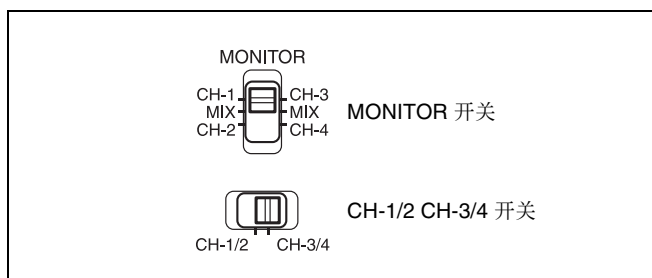 MONITOR
CH-1 CH-3
MIX MIX
CH-2 CH-4
MONITOR 开关
CH-1/2 CH-3/4
CH-1/2 CH-3/4 开关